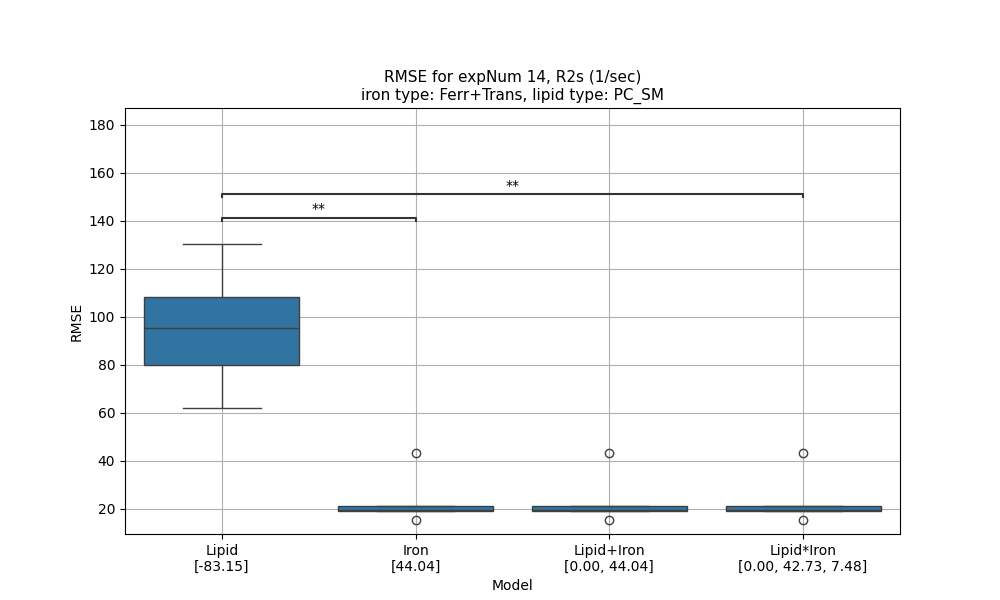 RMSE for expNum 14, R2s (1/sec)
iron type: Ferr+Trans, lipid type: PC_SM
180
160
140
120
100
80
60
40
20
RMSE
**
**
Lipid
[-83.15]
Iron
[44.04]
Lipid+Iron
[0.00, 44.04]
Lipid*Iron
[0.00, 42.73, 7.48]
Model